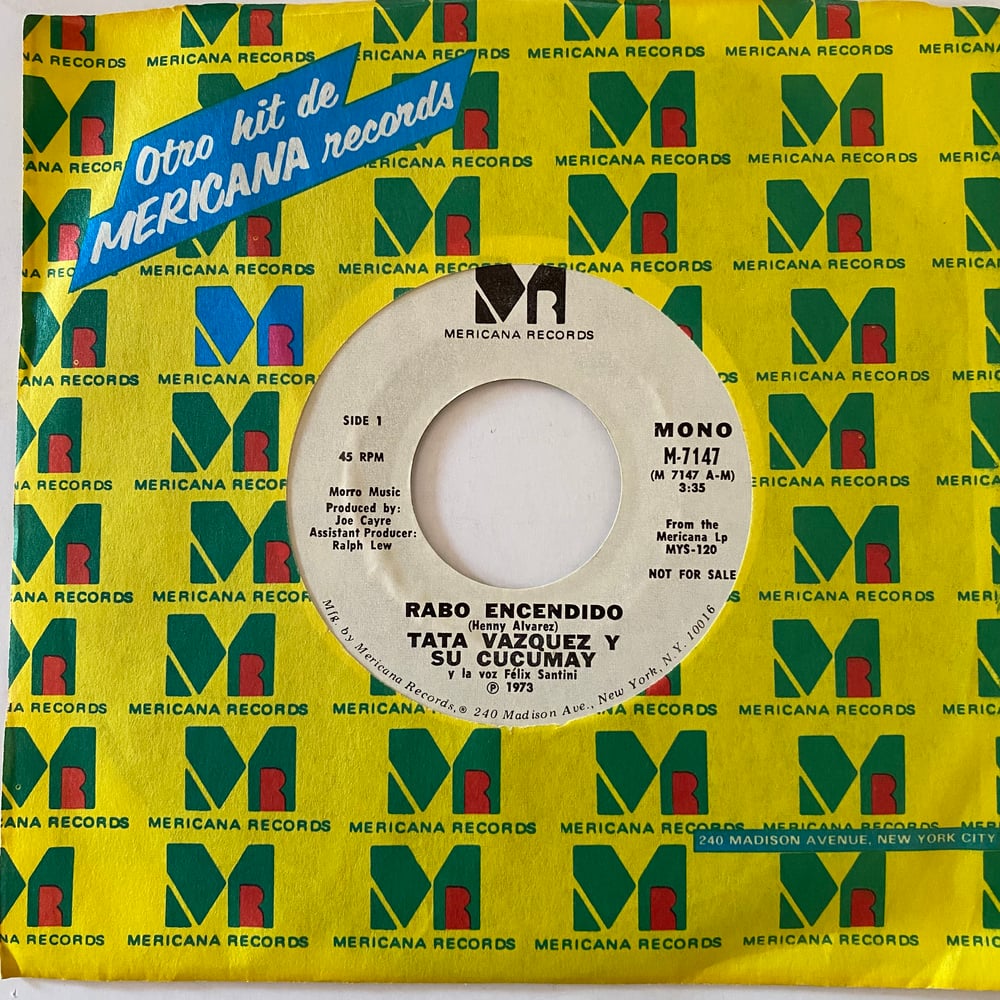 Otro hit de
MERICANA records
MR
MERICANA RECORDS
SIDE 1
45 RPM
Morro Music
Produced by:
Joe Cayre
Assistant Producer:
Ralph Lew
MONO
M-7147
(M 7147 A-M)
3:35
From the
Mericana Lp
MYS-120
NOT FOR SALE
RABO ENCENDIDO
(Henny Alvarez)
TATA VAZQUEZ Y
SU CUCUMAY
y la voz Félix Santini
℗ 1973
Mfg. by Mericana Records,® 240 Madison Ave., New York, N.Y. 10016
240 MADISON AVENUE, NEW YORK CITY